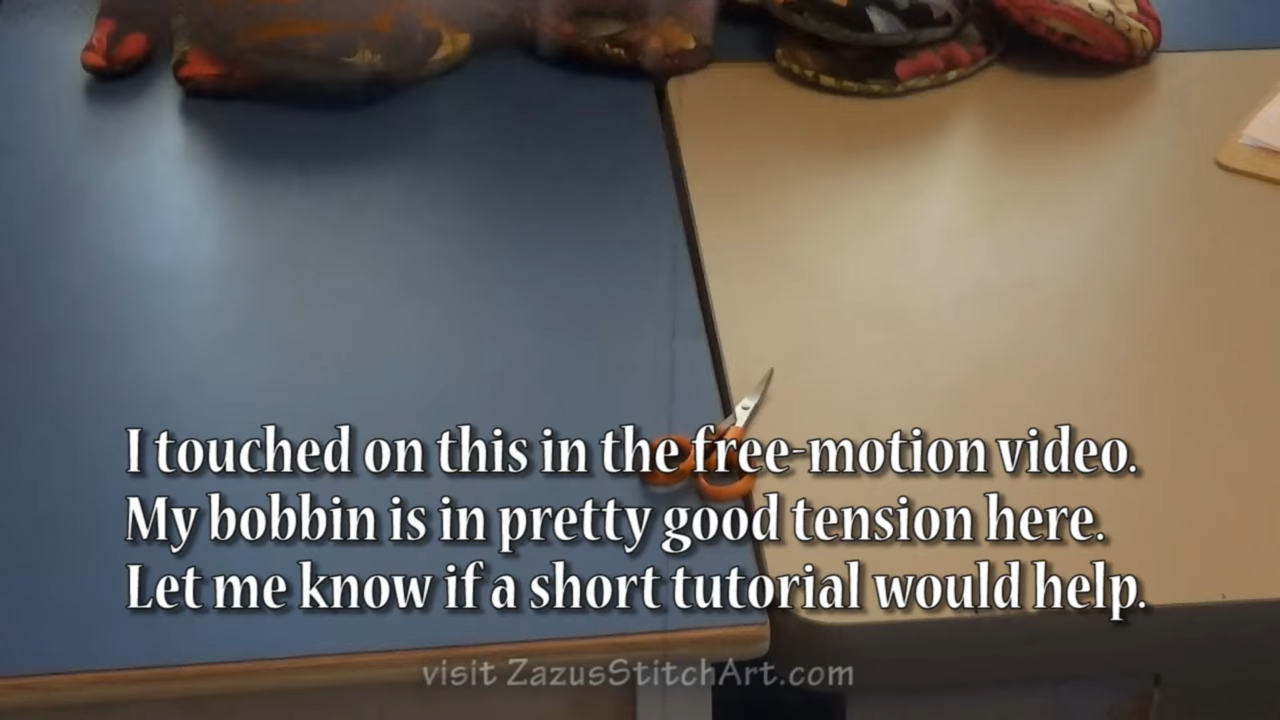 I touched on this in the free-motion video.
My bobbin is in pretty good tension here.
Let me know if a short tutorial would help.
visit ZazusStitchArt.com